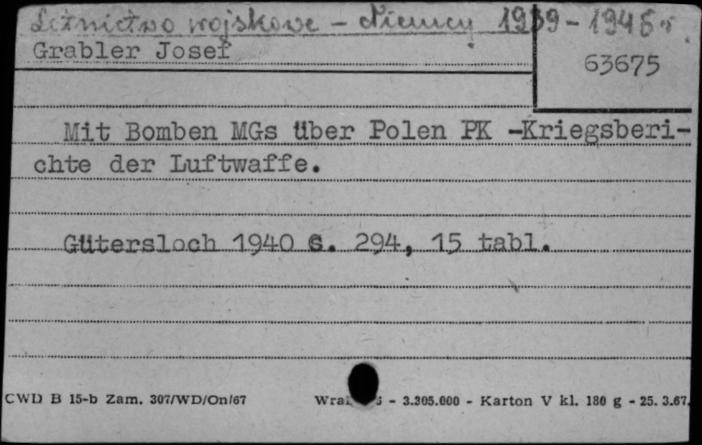 Lotnictwo wojskowe - Niemcy 1939-1945 r.
Grabler Josef
63675
Mit Bomben MGs über Polen PK -Kriegsberi-
chte der Luftwaffe.
Gütersloch 1940 S. 294, 15 tabl.
CWD B 15-b Zam. 307/WD/On/67 - 3.305.000 - Karton V kl. 180 g - 25. 3.67.